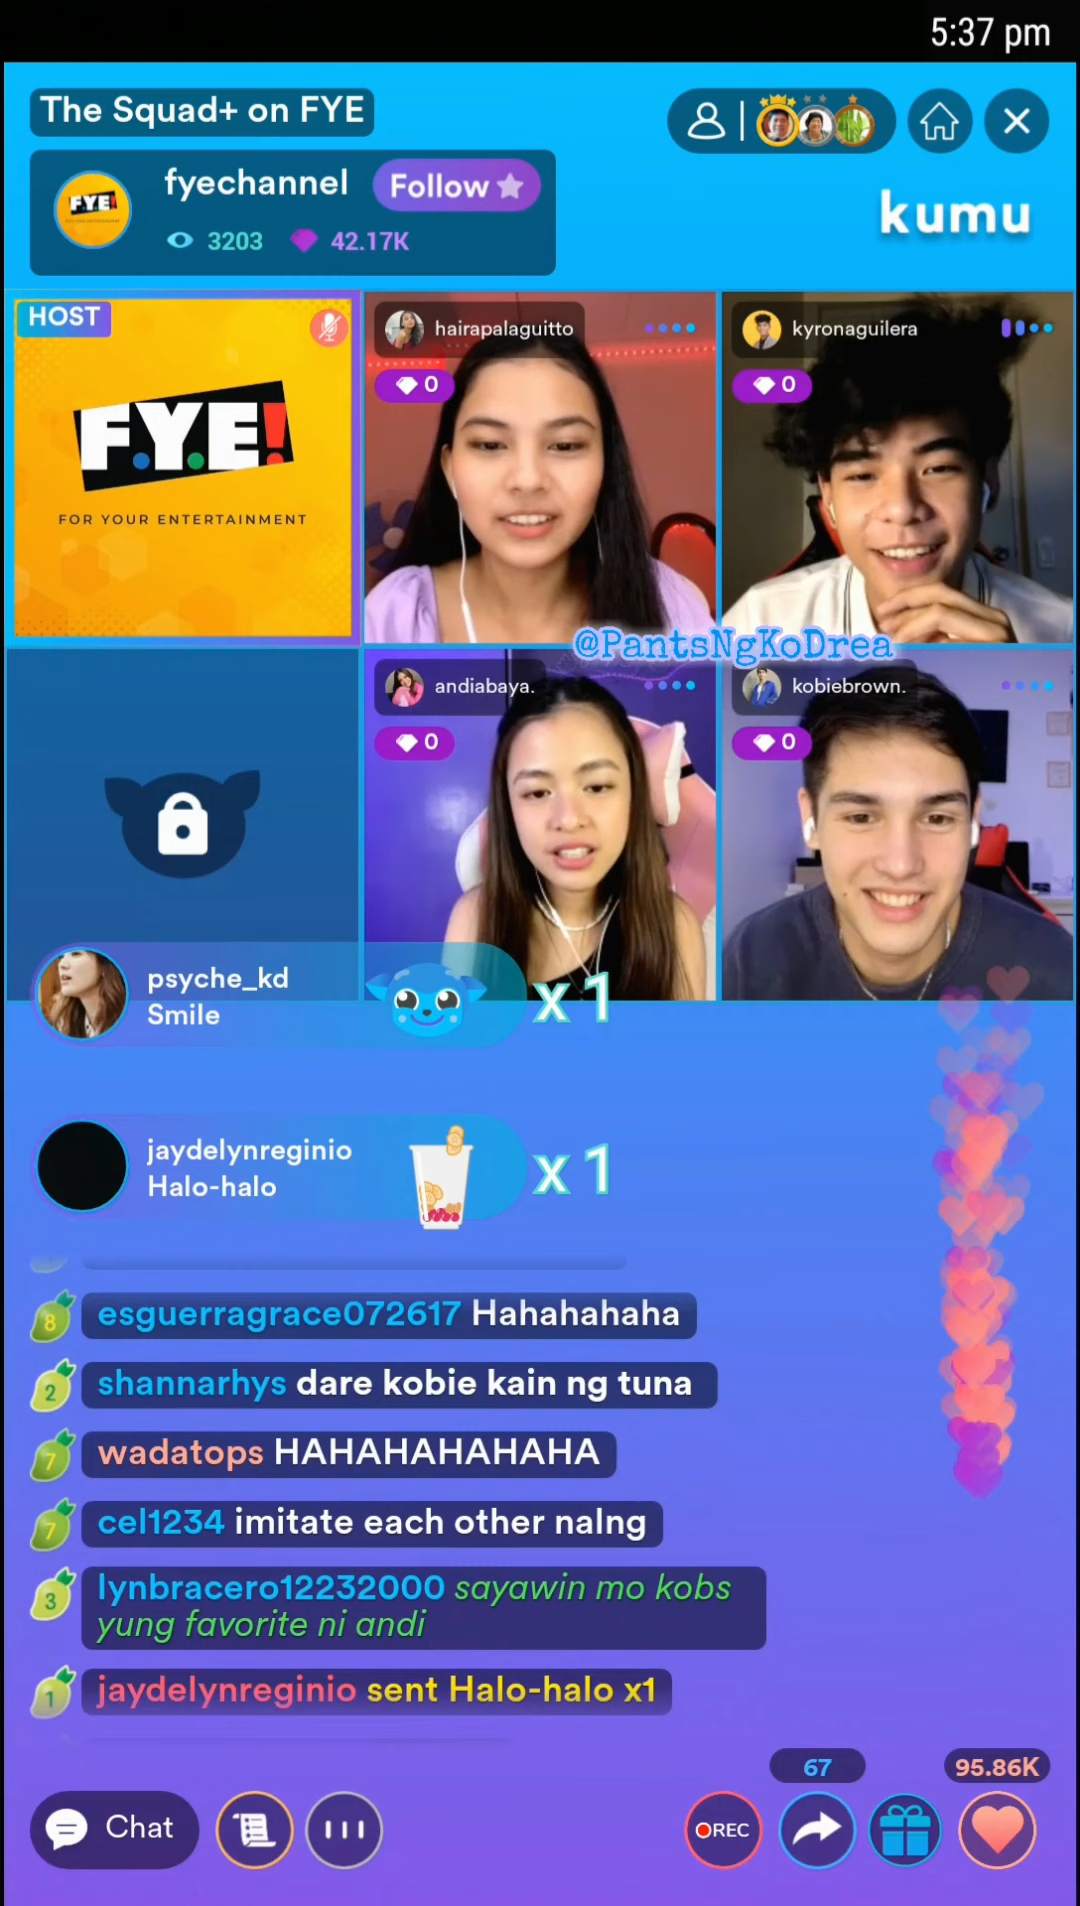 5:37 pm
The Squad+ on FYE
fyechannel
Follow
3203
42.17K
kumu
HOST
F.Y.E!
FOR YOUR ENTERTAINMENT
hairapalaguitto
0
kyronaguilera
0
@PantsNgKoDrea
andiabaya.
0
kobiebrown.
0
psyche_kd
Smile
x 1
jaydelynreginio
Halo-halo
x 1
8 esguerragrace072617 Hahahahaha
2 shannarhys dare kobie kain ng tuna
7 wadatops HAHAHAHAHAHA
7 cel1234 imitate each other nalng
3 lynbracero12232000 sayawin mo kobs
yung favorite ni andi
1 jaydelynreginio sent Halo-halo x1
67
95.86K
Chat
REC